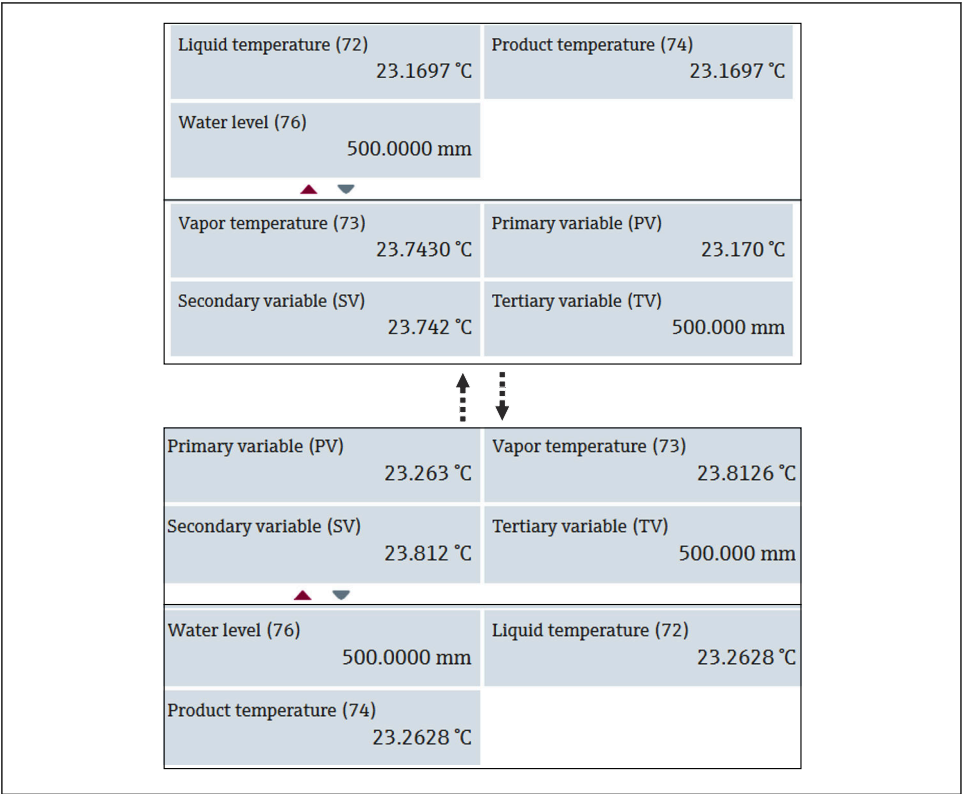 Liquid temperature (72)
23.1697 °C
Product temperature (74)
23.1697 °C
Water level (76)
500.0000 mm
Vapor temperature (73)
23.7430 °C
Primary variable (PV)
23.170 °C
Secondary variable (SV)
23.742 °C
Tertiary variable (TV)
500.000 mm
Primary variable (PV)
23.263 °C
Vapor temperature (73)
23.8126 °C
Secondary variable (SV)
23.812 °C
Tertiary variable (TV)
500.000 mm
Water level (76)
500.0000 mm
Liquid temperature (72)
23.2628 °C
Product temperature (74)
23.2628 °C